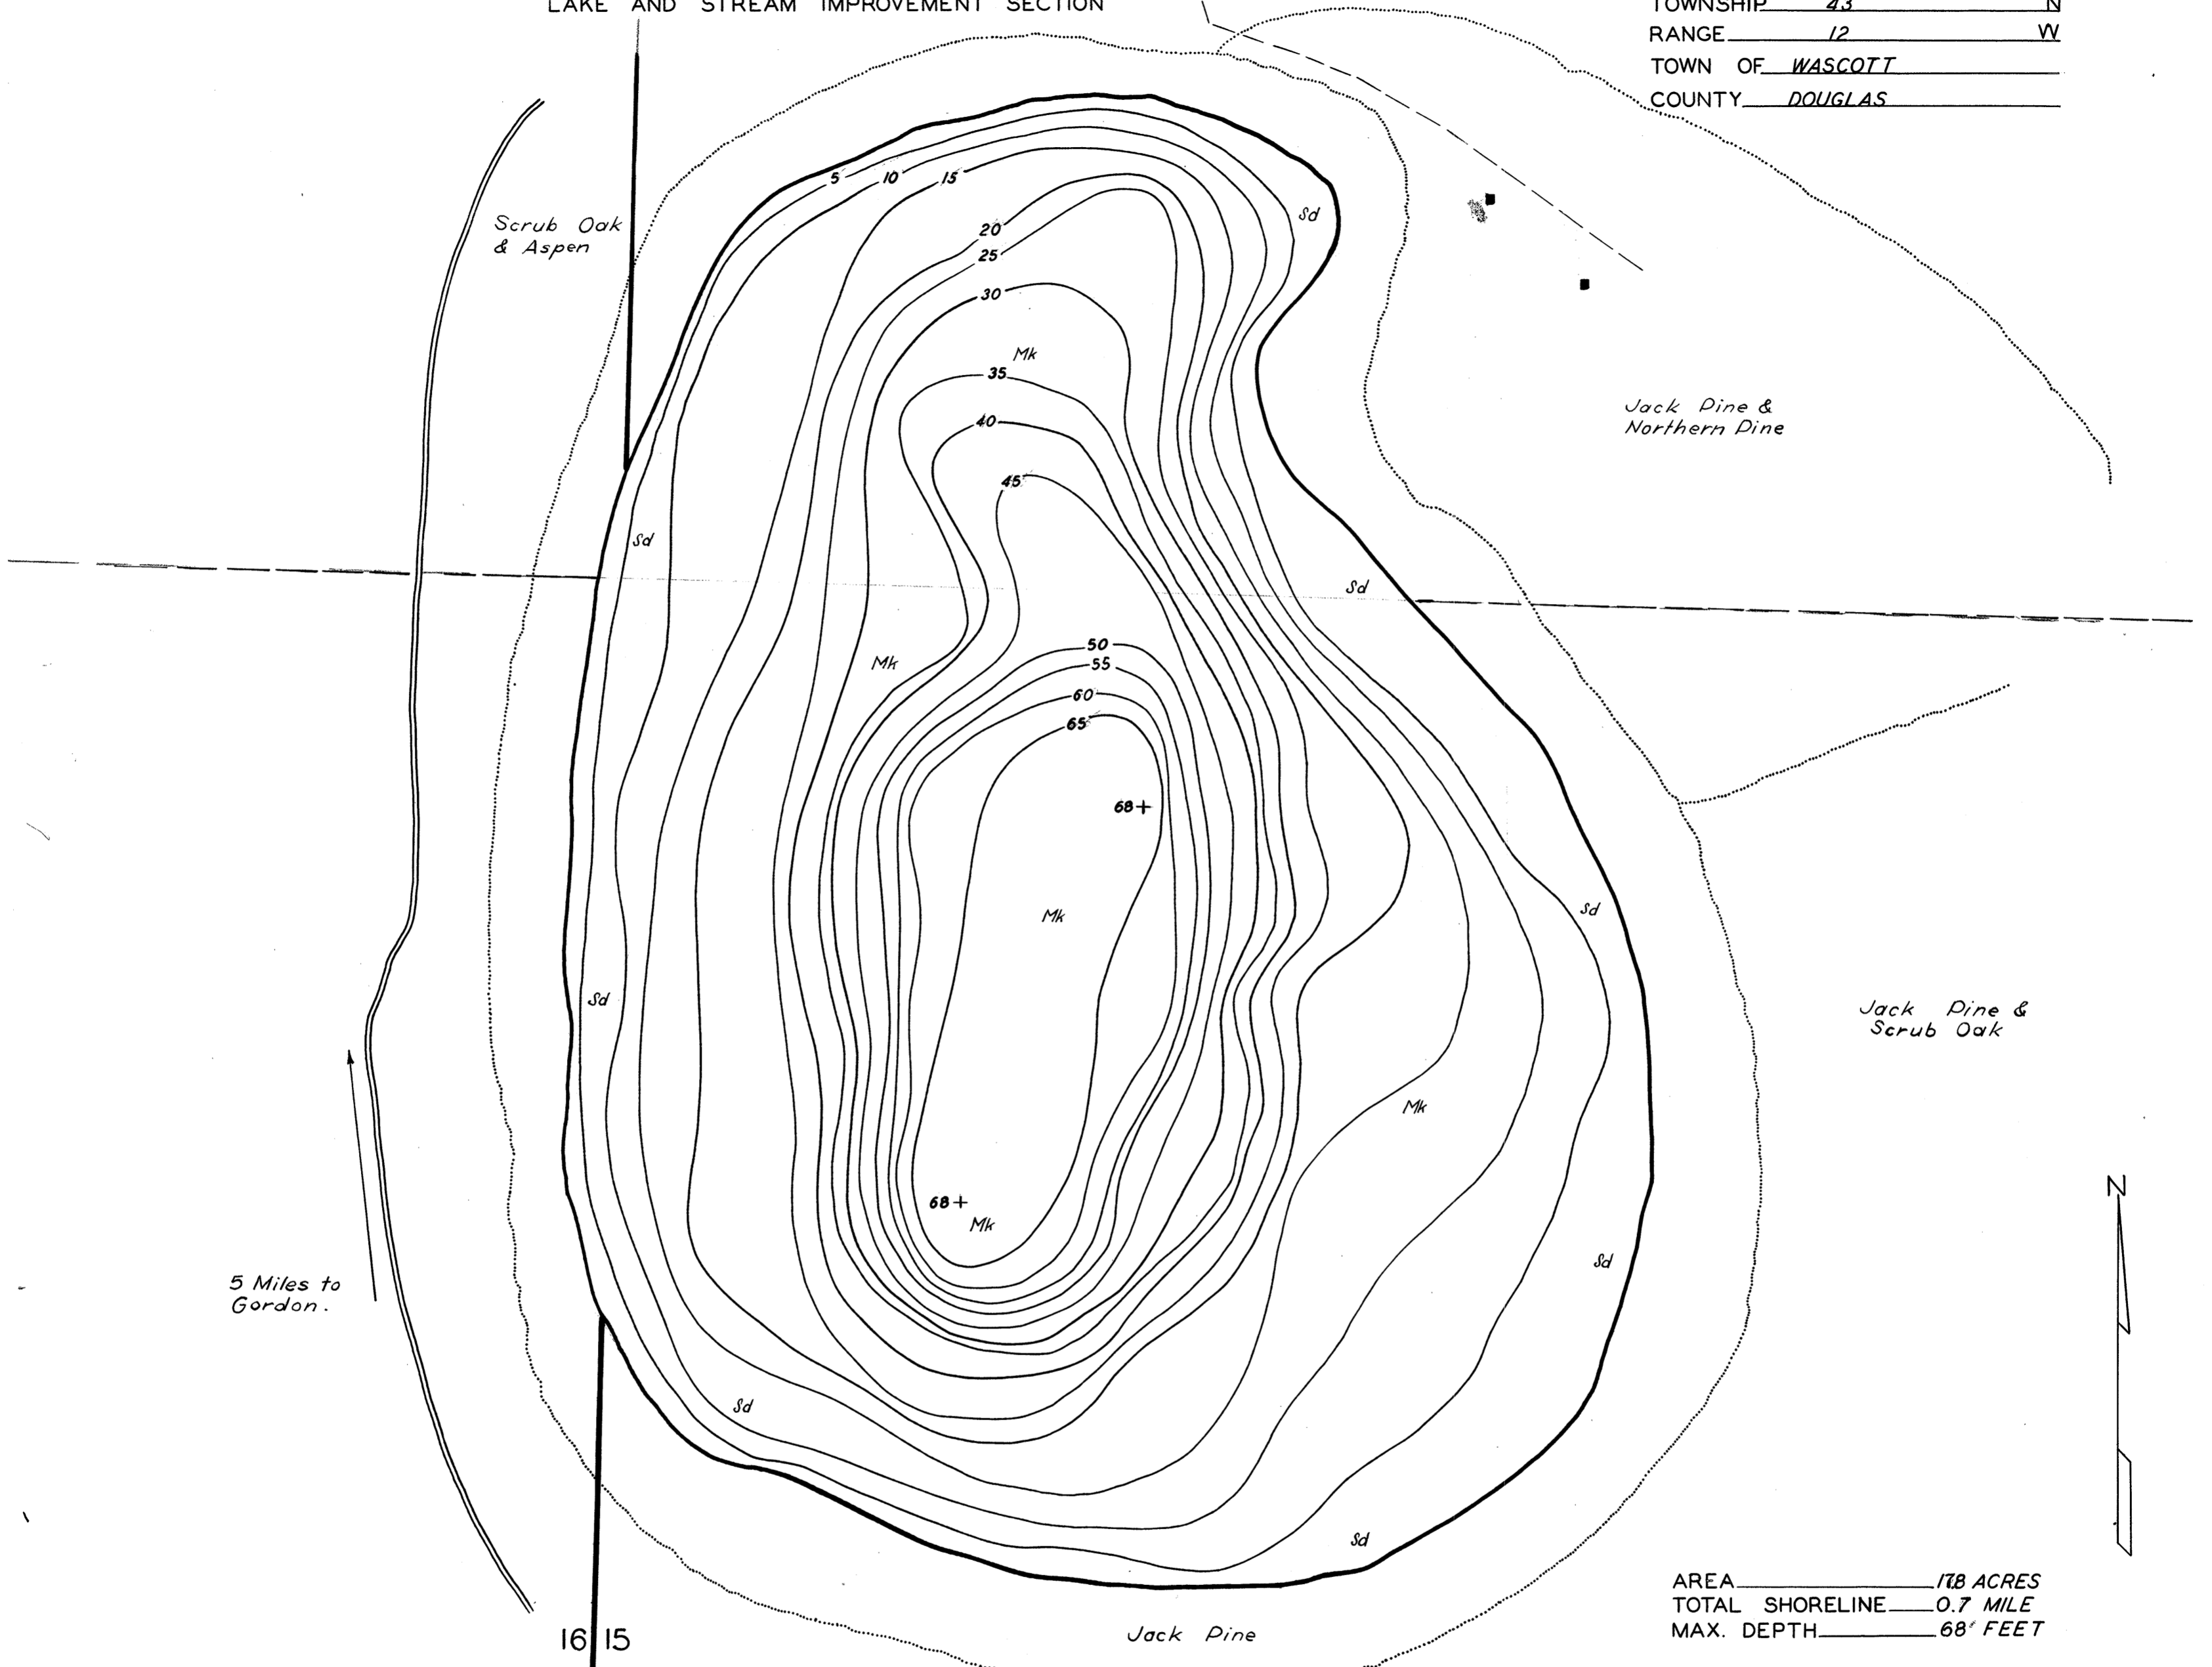 LAKE AND STREAM IMPROVEMENT SECTION
TOWNSHIP 43 N
RANGE 12 W
TOWN OF WASCOTT
COUNTY DOUGLAS
5
10
15
Scrub Oak
& Aspen
Sd
20
25
30
Mk
35
Jack Pine &
Northern Pine
40
45
Sd
Sd
50
Mk
55
60
65
68+
Sd
Mk
Sd
Jack Pine &
Scrub Oak
Mk
N
68+
Mk
Sd
5 Miles to
Gordon.
Sd
Sd
AREA 17.8 ACRES
TOTAL SHORELINE 0.7 MILE
MAX. DEPTH 68 FEET
16 15
Jack Pine